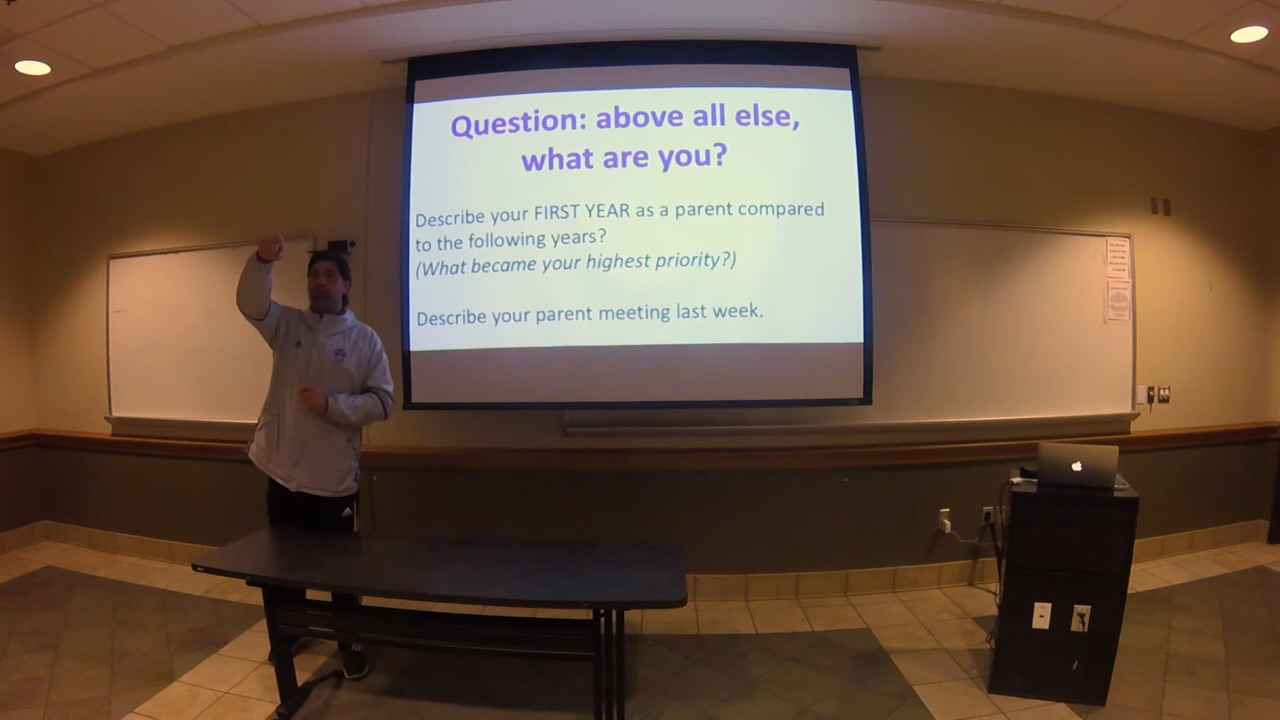 Question: above all else,
what are you?
Describe your FIRST YEAR as a parent compared
to the following years?
(What became your highest priority?)
Describe your parent meeting last week.